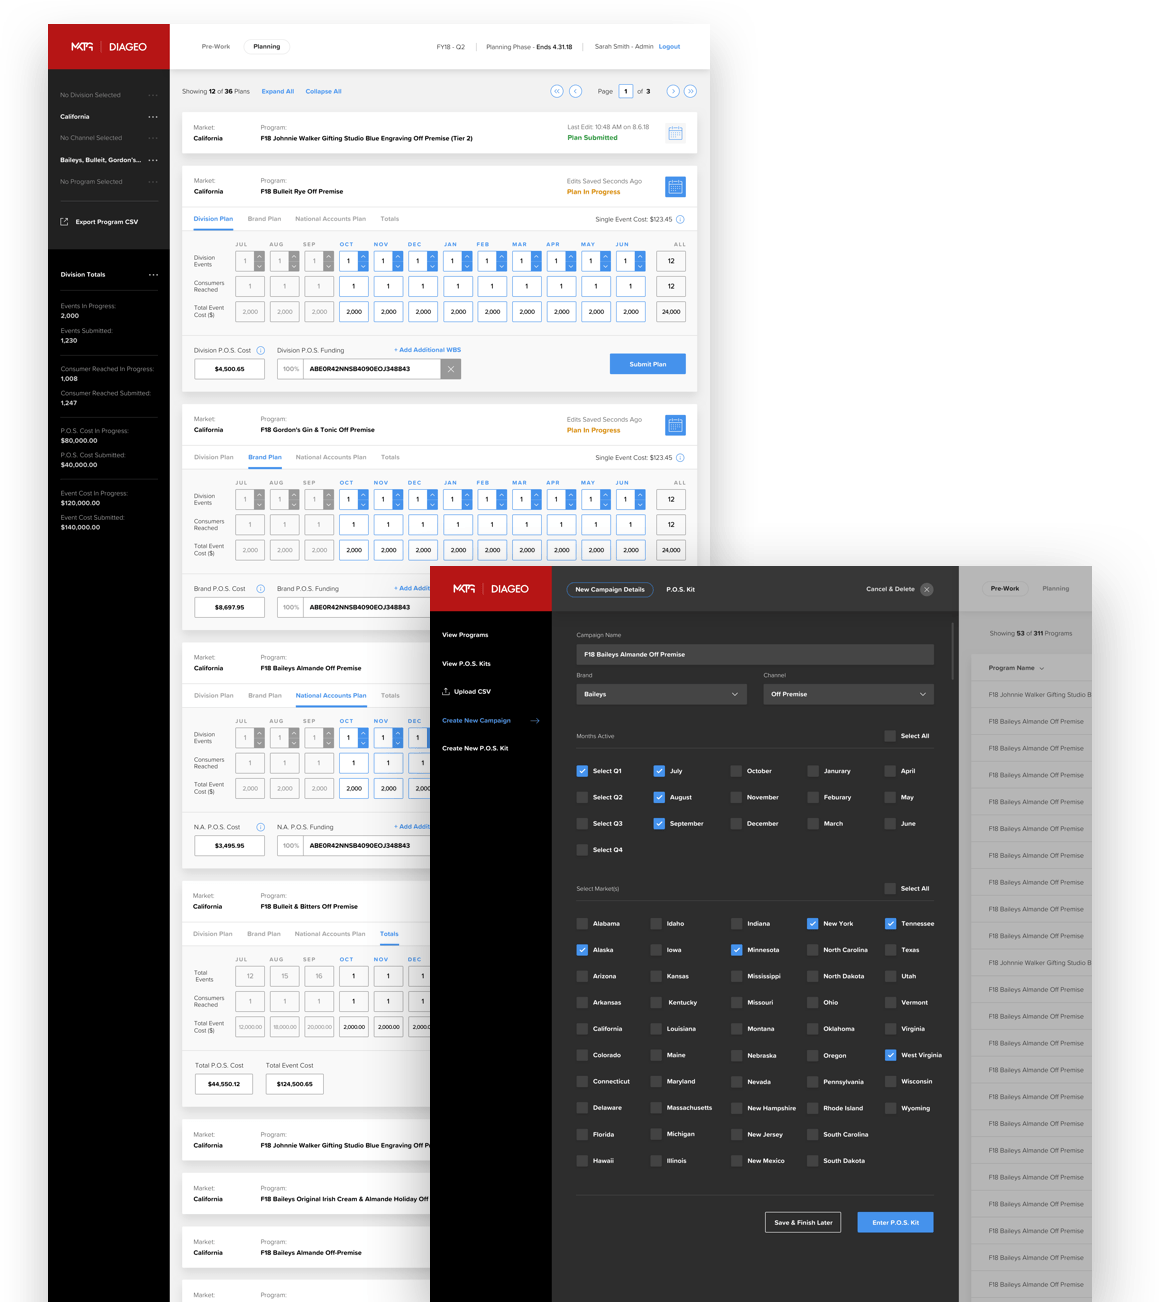 MKTG | DIAGEO
Pre-Work
Planning
FY18 - Q2
Planning Phase - Ends 4.31.18
Sarah Smith - Admin Logout
No Division Selected
California
No Channel Selected
Baileys, Bulleit, Gordon's...
No Program Selected
Export Program CSV
Division Totals
Events In Progress:
2,000
Events Submitted:
1,230
Consumer Reached In Progress:
1,008
Consumer Reached Submitted:
1,247
P.O.S. Cost In Progress:
$80,000.00
P.O.S. Cost Submitted:
$40,000.00
Event Cost In Progress:
$120,000.00
Event Cost Submitted:
$140,000.00
Showing 12 of 36 Plans Expand All Collapse All
Page 1 of 3
Market: Program: Last Edit: 10:48 AM on 8.6.18
California F18 Johnnie Walker Gifting Studio Blue Engraving Off Premise (Tier 2) Plan Submitted
Market: Program: Edits Saved Seconds Ago
California F18 Bulleit Rye Off Premise Plan In Progress
Division Plan Brand Plan National Accounts Plan Totals Single Event Cost: $123.45
JUL AUG SEP OCT NOV DEC JAN FEB MAR APR MAY JUN ALL
Division Events 1 1 1 1 1 1 1 1 1 1 1 1 12
Consumers Reached 1 1 1 1 1 1 1 1 1 1 1 1 12
Total Event Cost ($) 2,000 2,000 2,000 2,000 2,000 2,000 2,000 2,000 2,000 2,000 2,000 2,000 24,000
Division P.O.S. Cost Division P.O.S. Funding + Add Additional WBS
$4,500.65 100% ABE0R42NNSB4090EOJ348843
Submit Plan
Market: Program: Edits Saved Seconds Ago
California F18 Gordon's Gin & Tonic Off Premise Plan In Progress
Division Plan Brand Plan National Accounts Plan Totals Single Event Cost: $123.45
JUL AUG SEP OCT NOV DEC JAN FEB MAR APR MAY JUN ALL
Division Events 1 1 1 1 1 1 1 1 1 1 1 1 12
Consumers Reached 1 1 1 1 1 1 1 1 1 1 1 1 12
Total Event Cost ($) 2,000 2,000 2,000 2,000 2,000 2,000 2,000 2,000 2,000 2,000 2,000 2,000 24,000
Brand P.O.S. Cost Brand P.O.S. Funding + Add Addit
$8,697.95 100% ABE0R42NNSB4090EOJ348843
Market: Program:
California F18 Baileys Almande Off Premise
Division Plan Brand Plan National Accounts Plan Totals
JUL AUG SEP OCT NOV DEC
Division Events 1 1 1 1 1 1
Consumers Reached 1 1 1 1 1 1
Total Event Cost ($) 2,000 2,000 2,000 2,000 2,000 2,000
N.A. P.O.S. Cost N.A. P.O.S. Funding + Add Addit
$3,495.95 100% ABE0R42NNSB4090EOJ348843
Market: Program:
California F18 Bulleit & Bitters Off Premise
Division Plan Brand Plan National Accounts Plan Totals
JUL AUG SEP OCT NOV DEC
Total Events 12 15 16 1 1 1
Consumers Reached 1 1 1 1 1 1
Total Event Cost ($) 12,000.00 18,000.00 20,000.00 2,000.00 2,000.00 2,000.0
Total P.O.S. Cost Total Event Cost
$44,550.12 $124,500.65
Market: Program:
California F18 Johnnie Walker Gifting Studio Blue Engraving Off P
Market: Program:
California F18 Baileys Original Irish Cream & Almande Holiday Off
Market: Program:
California F18 Baileys Almande Off-Premise
Market: Program:
MKTG | DIAGEO
View Programs
View P.O.S. Kits
Upload CSV
Create New Campaign
Create New P.O.S. Kit
New Campaign Details P.O.S. Kit Cancel & Delete
Campaign Name
F18 Baileys Almande Off Premise
Brand Channel
Baileys Off Premise
Months Active Select All
Select Q1 July October Janurary April
Select Q2 August November Feburary May
Select Q3 September December March June
Select Q4
Select Market(s) Select All
Alabama Idaho Indiana New York Tennessee
Alaska Iowa Minnesota North Carolina Texas
Arizona Kansas Mississippi North Dakota Utah
Arkansas Kentucky Missouri Ohio Vermont
California Louisiana Montana Oklahoma Virginia
Colorado Maine Nebraska Oregon West Virginia
Connecticut Maryland Nevada Pennsylvania Wisconsin
Delaware Massachusetts New Hampshire Rhode Island Wyoming
Florida Michigan New Jersey South Carolina
Hawaii Illinois New Mexico South Dakota
Save & Finish Later Enter P.O.S. Kit
Pre-Work Planning
Showing 53 of 311 Programs
Program Name
F18 Johnnie Walker Gifting Studio B
F18 Baileys Almande Off Premise
F18 Baileys Almande Off Premise
F18 Baileys Almande Off Premise
F18 Baileys Almande Off Premise
F18 Baileys Almande Off Premise
F18 Baileys Almande Off Premise
F18 Baileys Almande Off Premise
F18 Baileys Almande Off Premise
F18 Baileys Almande Off Premise
F18 Johnnie Walker Gifting Studio B
F18 Baileys Almande Off Premise
F18 Baileys Almande Off Premise
F18 Baileys Almande Off Premise
F18 Baileys Almande Off Premise
F18 Baileys Almande Off Premise
F18 Baileys Almande Off Premise
F18 Baileys Almande Off Premise
F18 Baileys Almande Off Premise
F18 Baileys Almande Off Premise
F18 Baileys Almande Off Premise
F18 Baileys Almande Off Premise
F18 Baileys Almande Off Premise